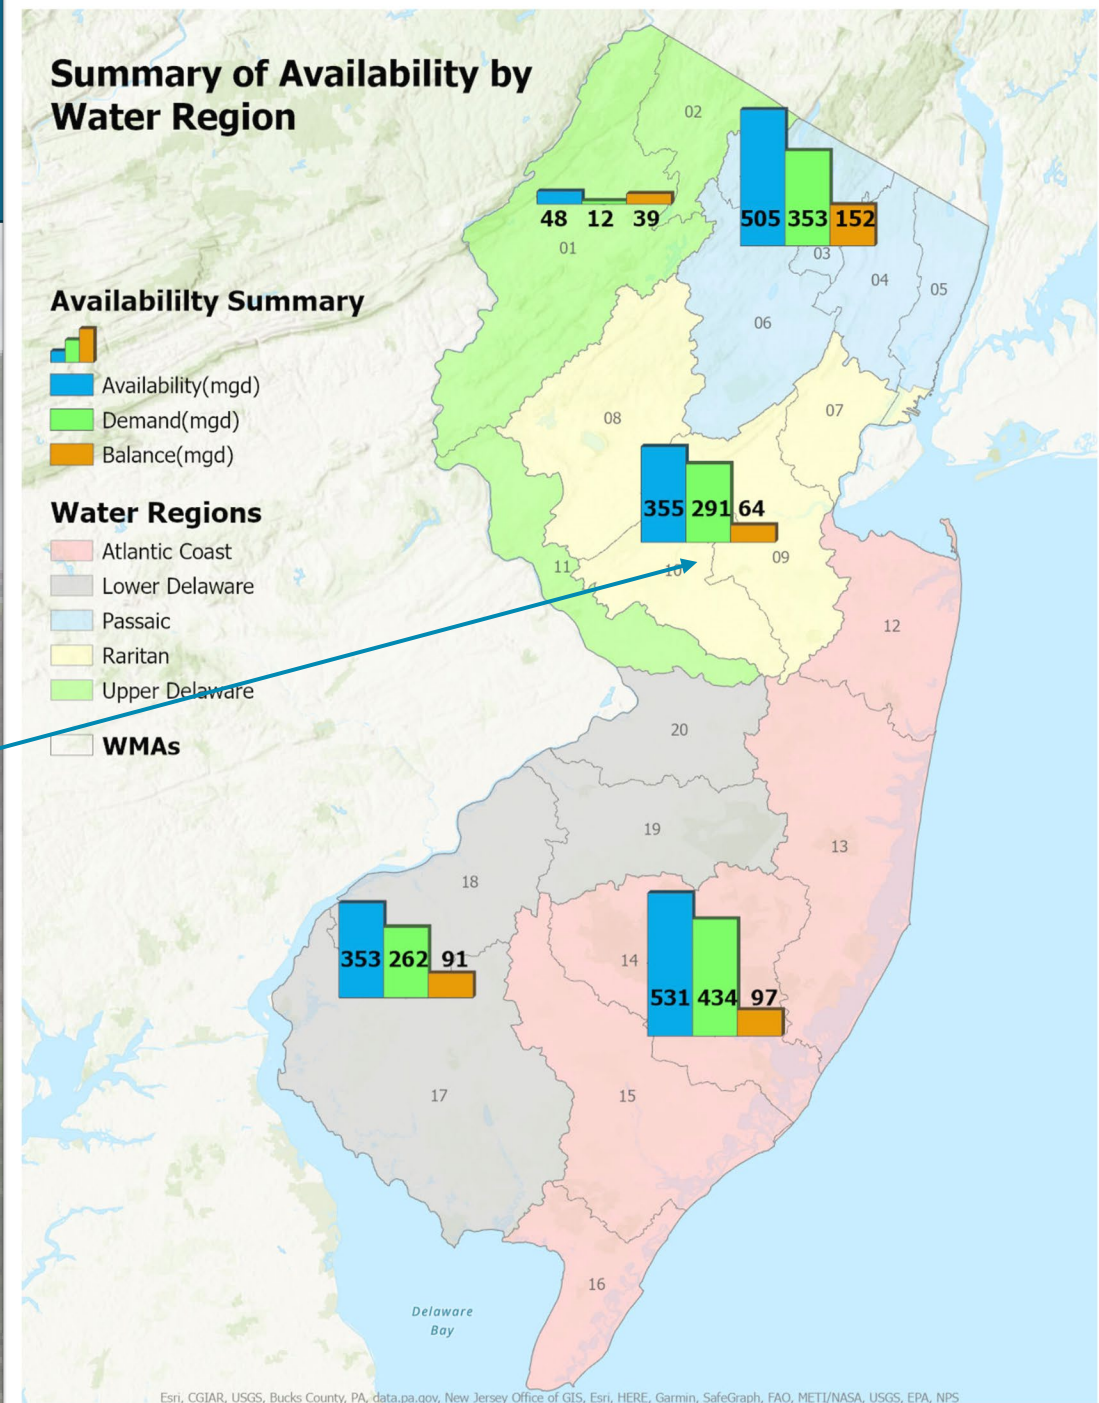 Summary of Availability by
Water Region
02
48 12 39
505 353 152
01
03
04
05
06
Availabililty Summary
Availability(mgd)
Demand(mgd)
Balance(mgd)
08
07
355 291 64
Water Regions
Atlantic Coast
Lower Delaware
Passaic
Raritan
Upper Delaware
WMAs
11
10
09
12
20
19
13
18
353 262 91
14
531 434 97
17
15
16
Delaware
Bay
Esri, CGIAR, USGS, Bucks County, PA, data.pa.gov, New Jersey Office of GIS, Esri, HERE, Garmin, SafeGraph, FAO, METI/NASA, USGS, EPA, NPS